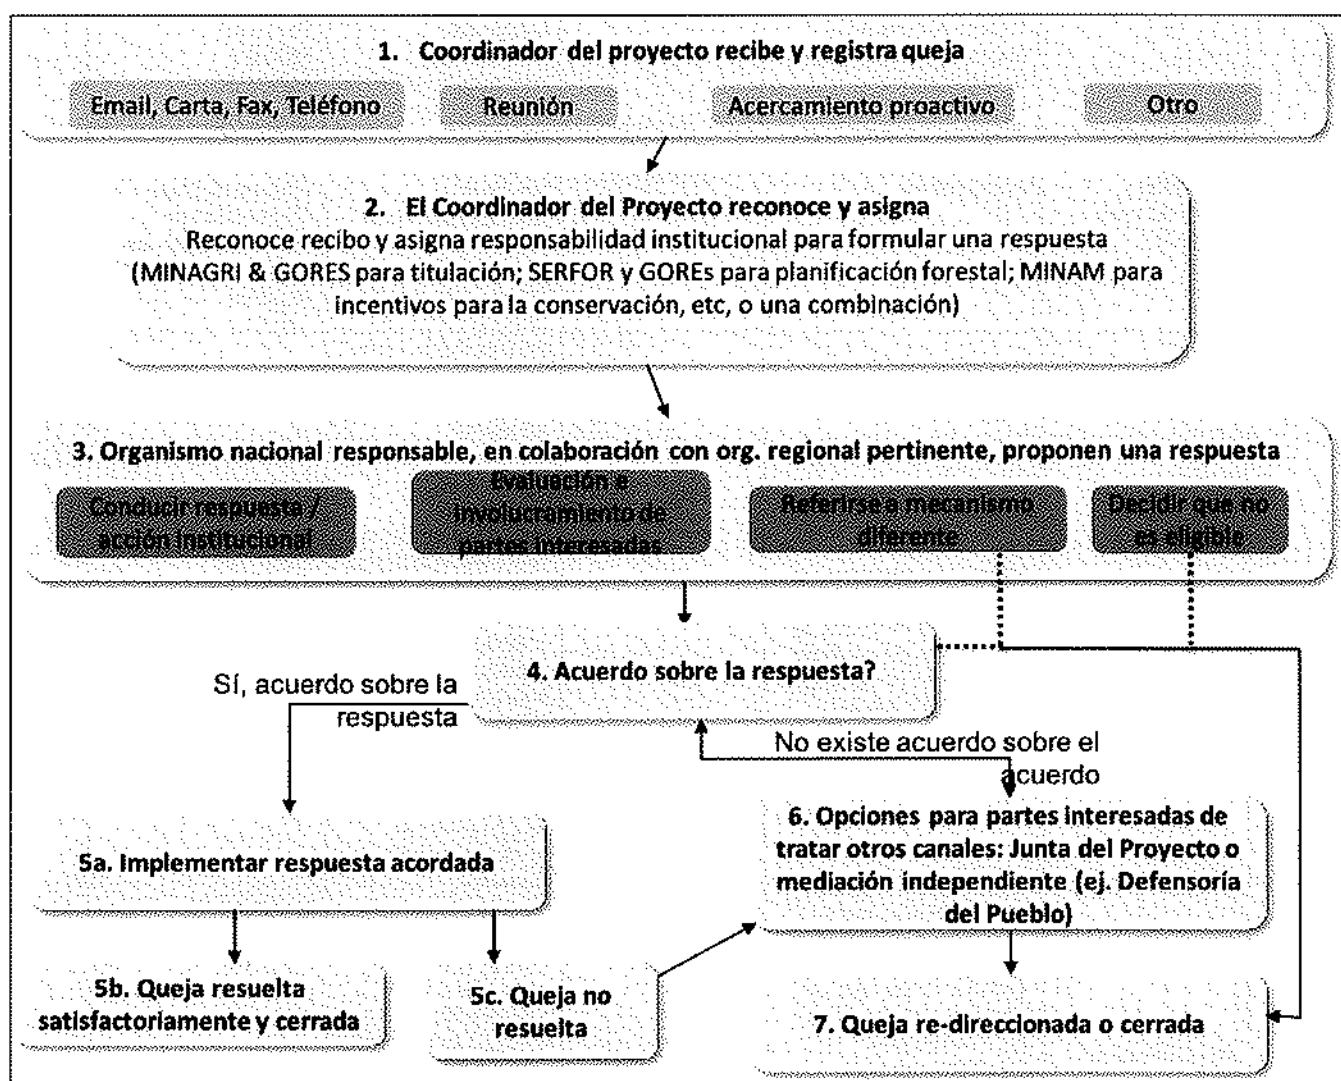 1. Coordinador del proyecto recibe y registra queja
Email, Carta, Fax, Teléfono
Reunión
Acercamiento proactivo
Otro
2. El Coordinador del Proyecto reconoce y asigna
Reconoce recibo y asigna responsabilidad institucional para formular una respuesta
(MINAGRI & GORES para titulación; SERFOR y GOREs para planificación forestal; MINAM para
incentivos para la conservación, etc, o una combinación)
3. Organismo nacional responsable, en colaboración con org. regional pertinente, proponen una respuesta
Conducir respuesta /
acción institucional
Evaluación e
involucramiento de
partes interesadas
Referirse a mecanismo
diferente
Decidir que no
es eligible
4. Acuerdo sobre la respuesta?
Sí, acuerdo sobre la
respuesta
No existe acuerdo sobre el
acuerdo
5a. Implementar respuesta acordada
6. Opciones para partes interesadas de
tratar otros canales: Junta del Proyecto o
mediación independiente (ej. Defensoría
del Pueblo)
5b. Queja resuelta
satisfactoriamente y cerrada
5c. Queja no
resuelta
7. Queja re-direccionada o cerrada